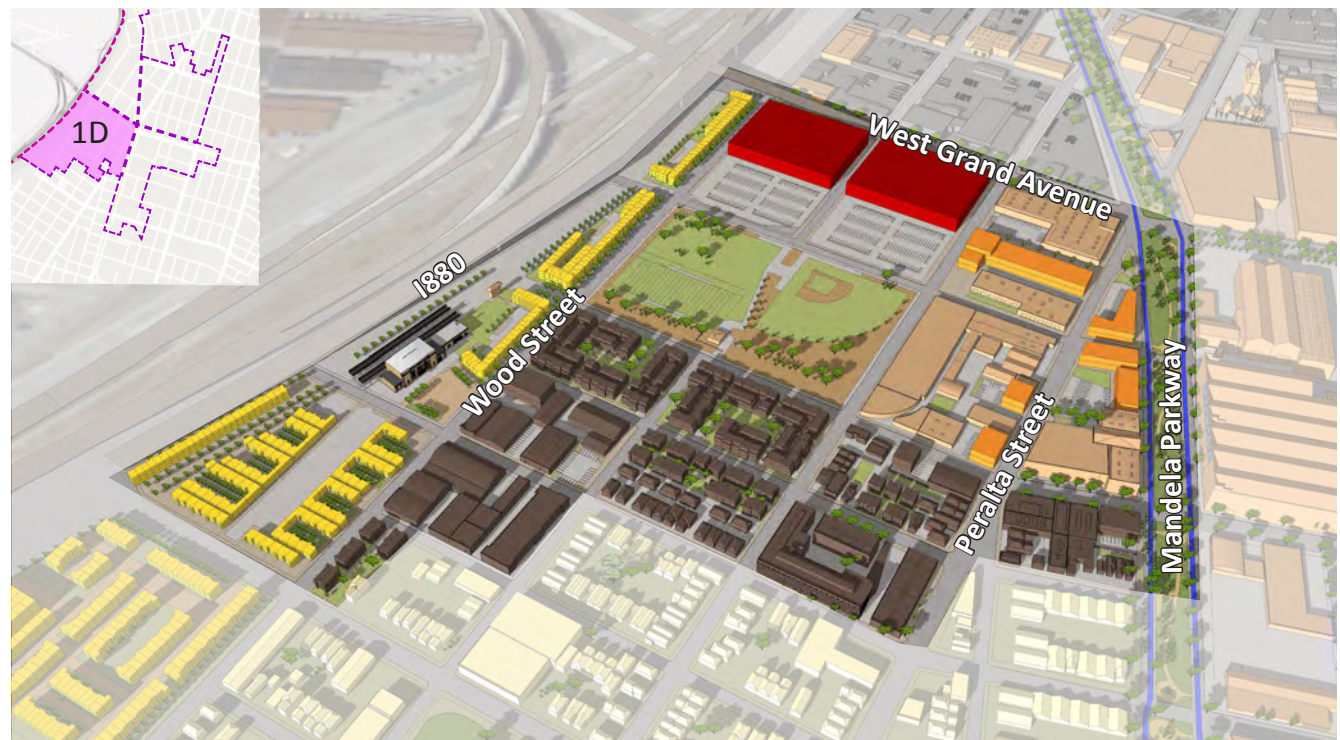 1D
West Grand Avenue
I880
Wood Street
Peralta Street
Mandela Parkway